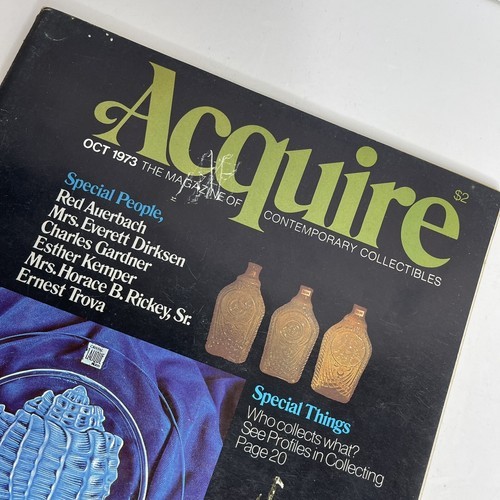 Acquire
$2
OCT 1973 THE MAGAZINE OF CONTEMPORARY COLLECTIBLES
Special People,
Red Auerbach
Mrs. Everett Dirksen
Charles Gardner
Esther Kemper
Mrs. Horace B. Rickey, Sr.
Ernest Trova
Special Things
Who collects what?
See Profiles in Collecting
Page 20